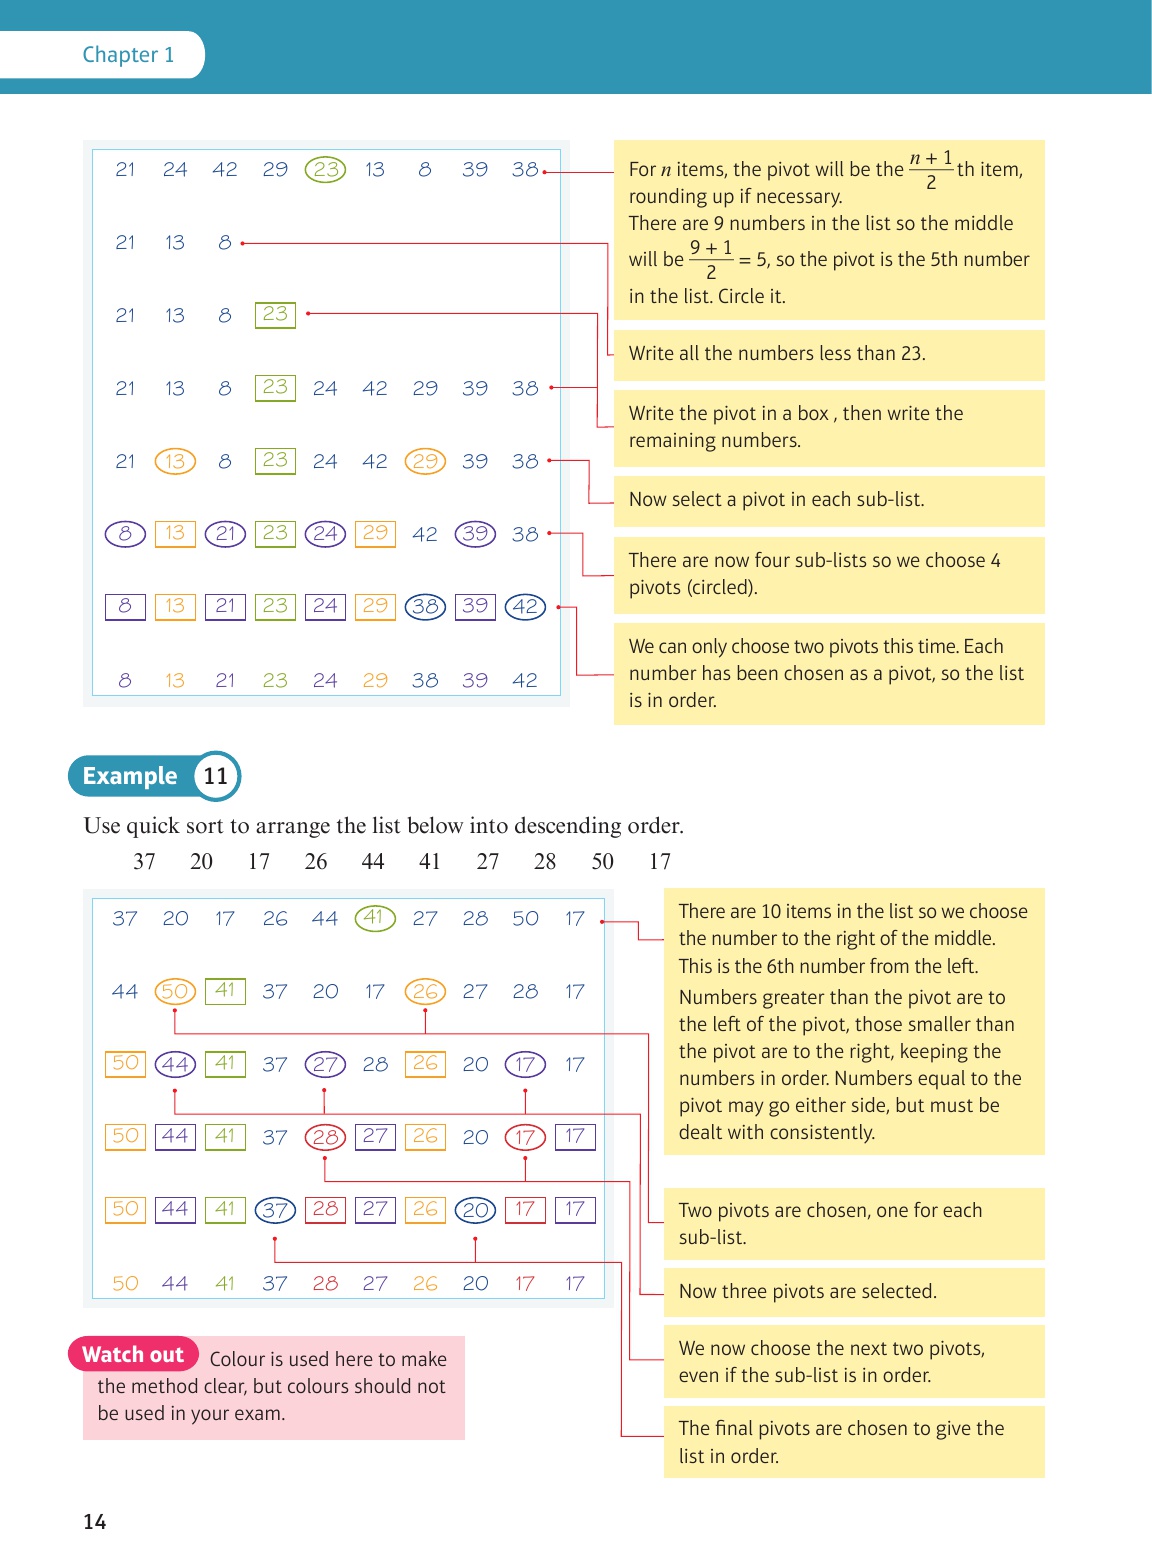 Chapter 1
21 24 42 29 23 13 8 39 38
21 13 8
21 13 8 23
21 13 8 23 24 42 29 39 38
21 13 8 23 24 42 29 39 38
8 13 21 23 24 29 42 39 38
8 13 21 23 24 29 38 39 42
8 13 21 23 24 29 38 39 42
For n items, the pivot will be the (n + 1)/2 th item,
rounding up if necessary.
There are 9 numbers in the list so the middle
will be (9 + 1)/2 = 5, so the pivot is the 5th number
in the list. Circle it.
Write all the numbers less than 23.
Write the pivot in a box , then write the
remaining numbers.
Now select a pivot in each sub-list.
There are now four sub-lists so we choose 4
pivots (circled).
We can only choose two pivots this time. Each
number has been chosen as a pivot, so the list
is in order.
Example 11
Use quick sort to arrange the list below into descending order.
37 20 17 26 44 41 27 28 50 17
37 20 17 26 44 41 27 28 50 17
44 50 41 37 20 17 26 27 28 17
50 44 41 37 27 28 26 20 17 17
50 44 41 37 28 27 26 20 17 17
50 44 41 37 28 27 26 20 17 17
50 44 41 37 28 27 26 20 17 17
There are 10 items in the list so we choose
the number to the right of the middle.
This is the 6th number from the left.
Numbers greater than the pivot are to
the left of the pivot, those smaller than
the pivot are to the right, keeping the
numbers in order. Numbers equal to the
pivot may go either side, but must be
dealt with consistently.
Two pivots are chosen, one for each
sub-list.
Now three pivots are selected.
We now choose the next two pivots,
even if the sub-list is in order.
The final pivots are chosen to give the
list in order.
Watch out Colour is used here to make
the method clear, but colours should not
be used in your exam.
14